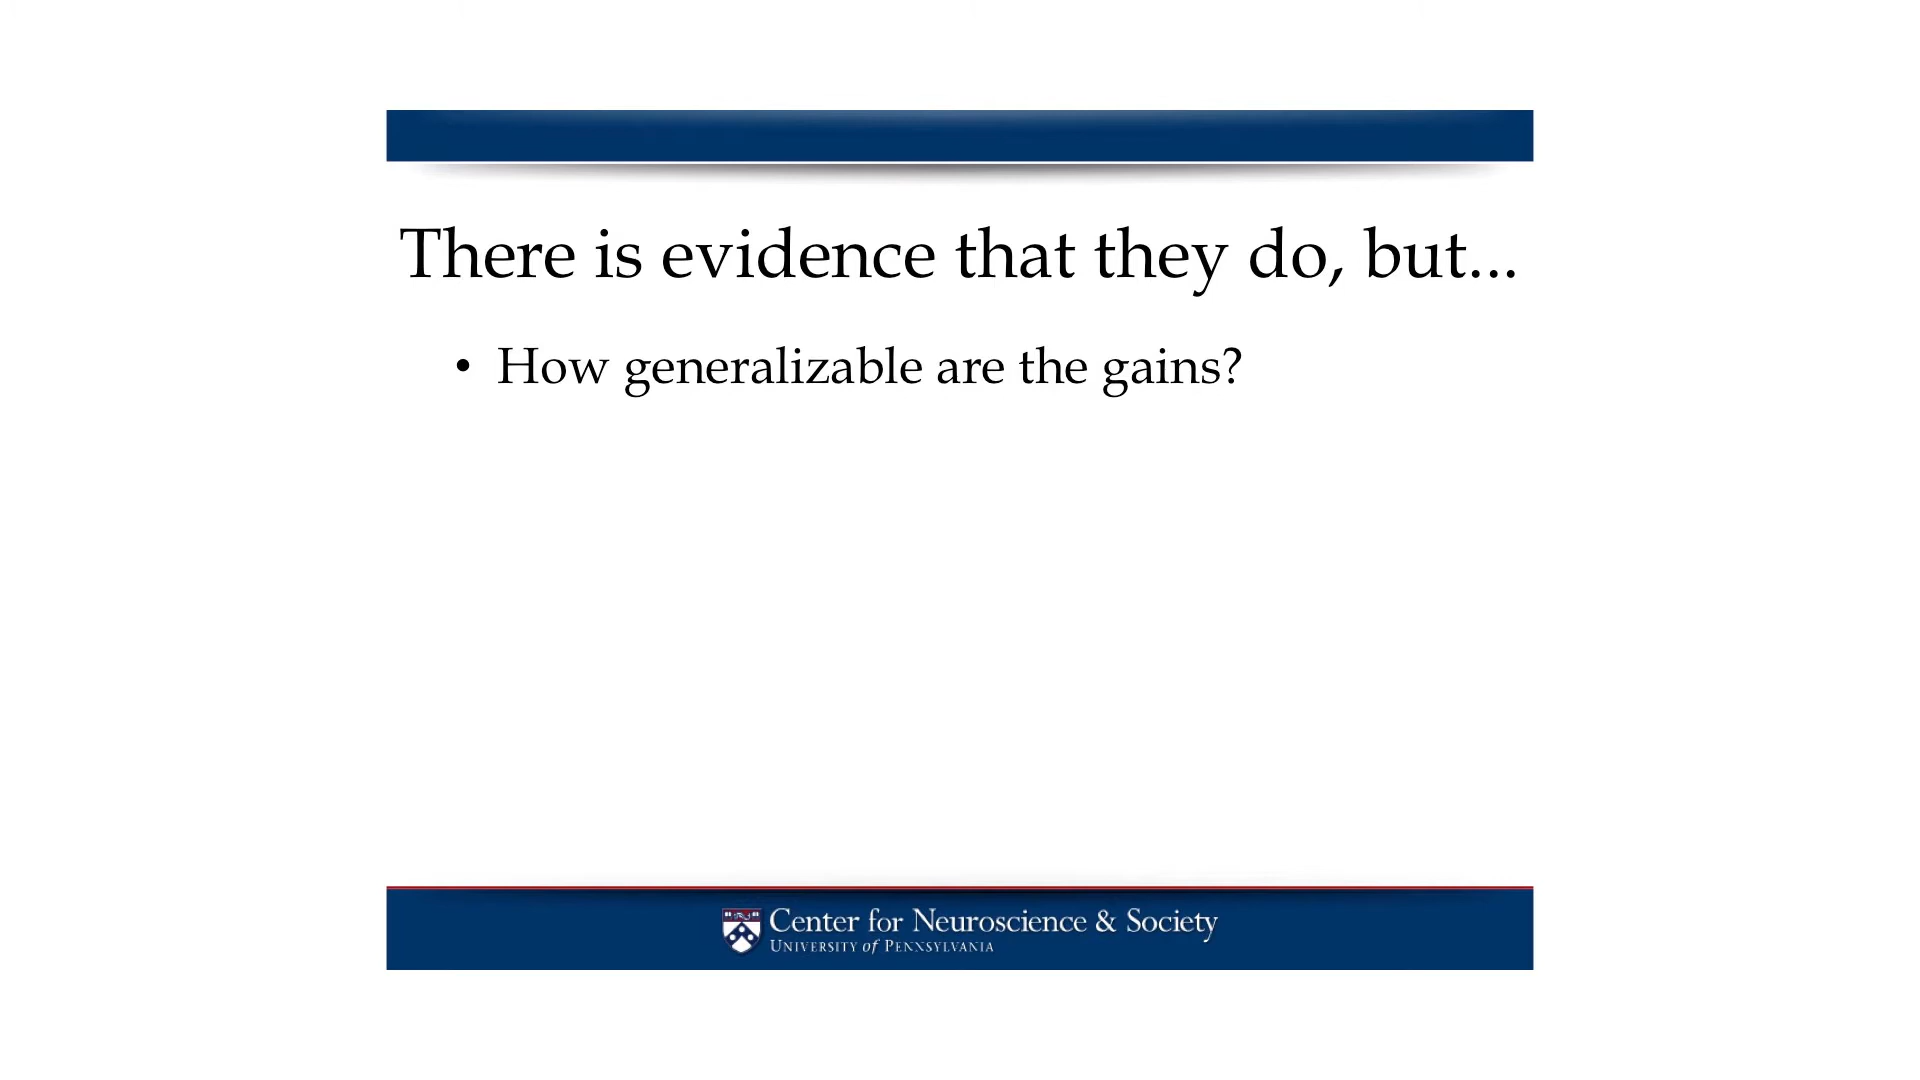 There is evidence that they do, but...
• How generalizable are the gains?
Center for Neuroscience & Society
UNIVERSITY of PENNSYLVANIA